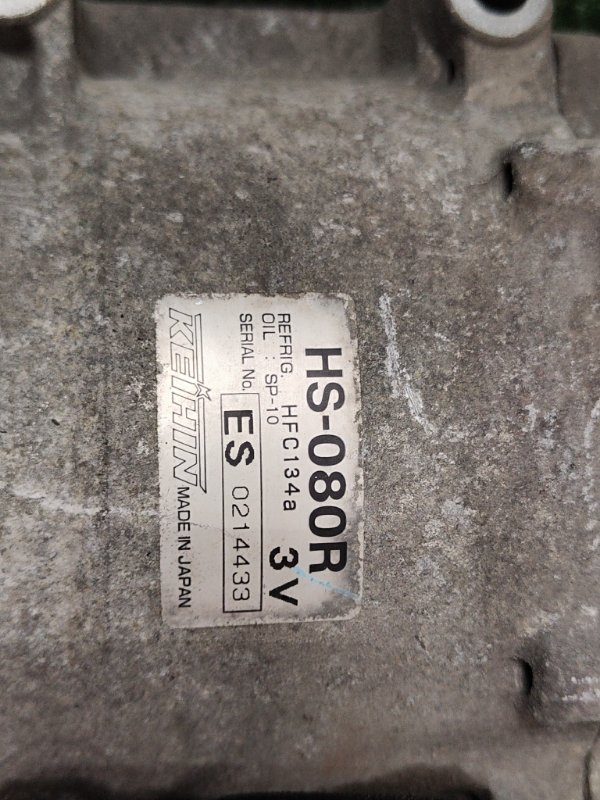 HS-080R
REFRIG. HFC134a 3V
OIL : SP-10
SERIAL No. ES 0214433
KEIHIN MADE IN JAPAN